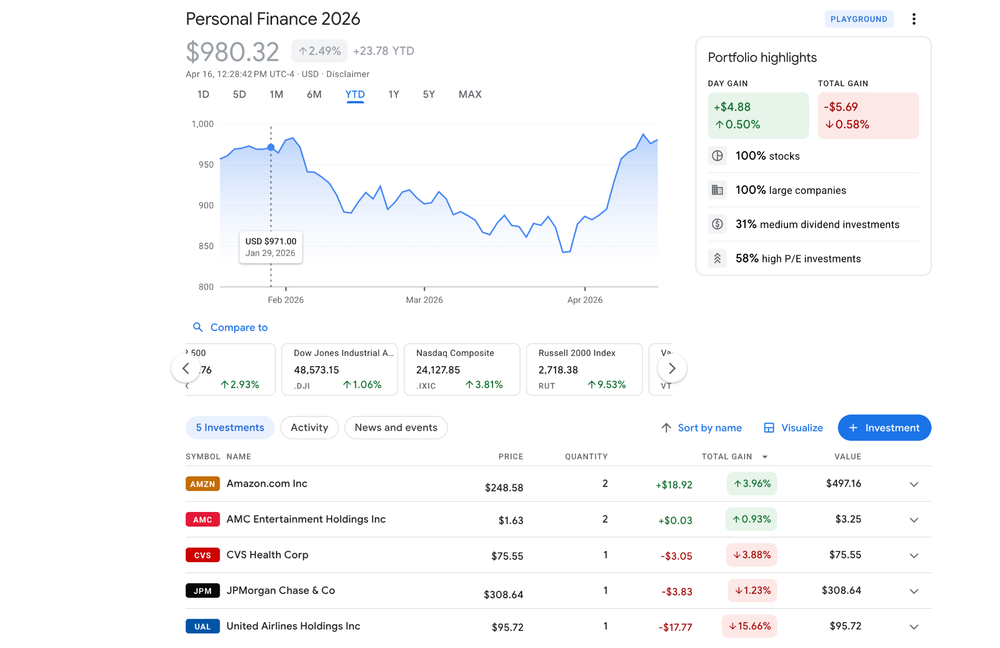 Personal Finance 2026
PLAYGROUND
$980.32 ↑2.49% +23.78 YTD
Apr 16, 12:28:42 PM UTC-4 · USD · Disclaimer
1D 5D 1M 6M YTD 1Y 5Y MAX
1,000
950
900
850
800
USD $971.00
Jan 29, 2026
Feb 2026 Mar 2026 Apr 2026
Portfolio highlights
DAY GAIN TOTAL GAIN
+$4.88 -$5.69
↑0.50% ↓0.58%
100% stocks
100% large companies
31% medium dividend investments
58% high P/E investments
Compare to
500
.76
↑2.93%
Dow Jones Industrial A...
48,573.15
.DJI ↑1.06%
Nasdaq Composite
24,127.85
.IXIC ↑3.81%
Russell 2000 Index
2,718.38
RUT ↑9.53%
Va
VT
5 Investments Activity News and events Sort by name Visualize + Investment
SYMBOL NAME PRICE QUANTITY TOTAL GAIN VALUE
AMZN Amazon.com Inc $248.58 2 +$18.92 ↑3.96% $497.16
AMC AMC Entertainment Holdings Inc $1.63 2 +$0.03 ↑0.93% $3.25
CVS CVS Health Corp $75.55 1 -$3.05 ↓3.88% $75.55
JPM JPMorgan Chase & Co $308.64 1 -$3.83 ↓1.23% $308.64
UAL United Airlines Holdings Inc $95.72 1 -$17.77 ↓15.66% $95.72